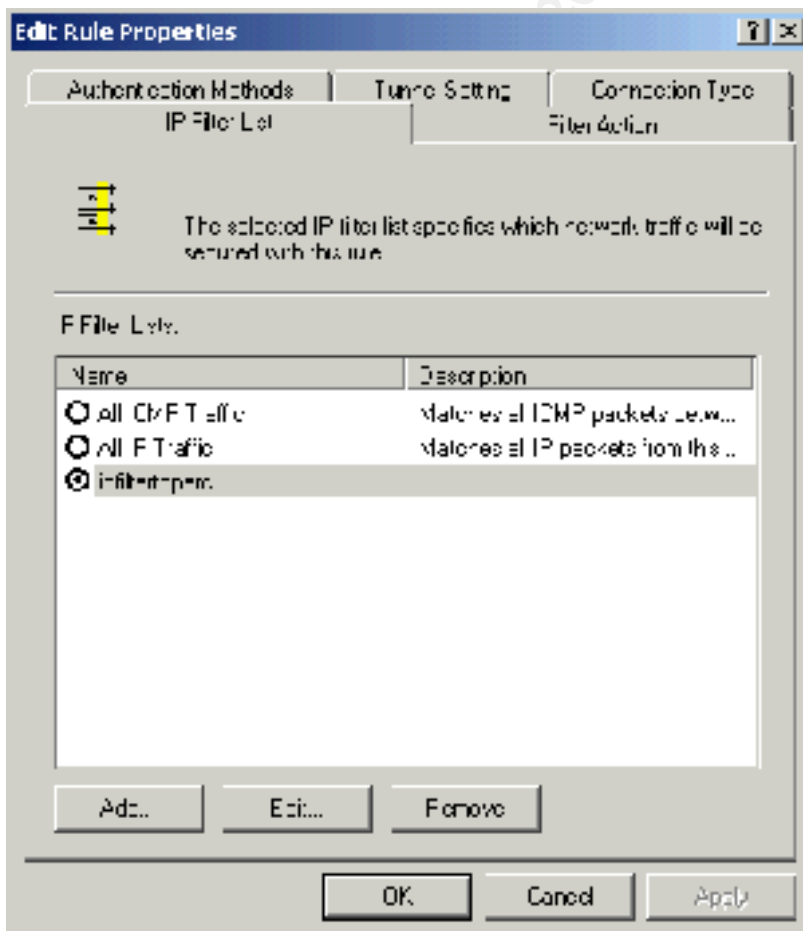 Edit Rule Properties
Authentication Methods Tunnel Setting Connection Type
IP Filter List Filter Action
The selected IP filter list specifies which network traffic will be
secured with this rule
IP Filter Lists:
Name Description
All ICMP Traffic Matches all ICMP packets betw...
All IP Traffic Matches all IP packets from this ...
Add... Edit... Remove
OK Cancel Apply